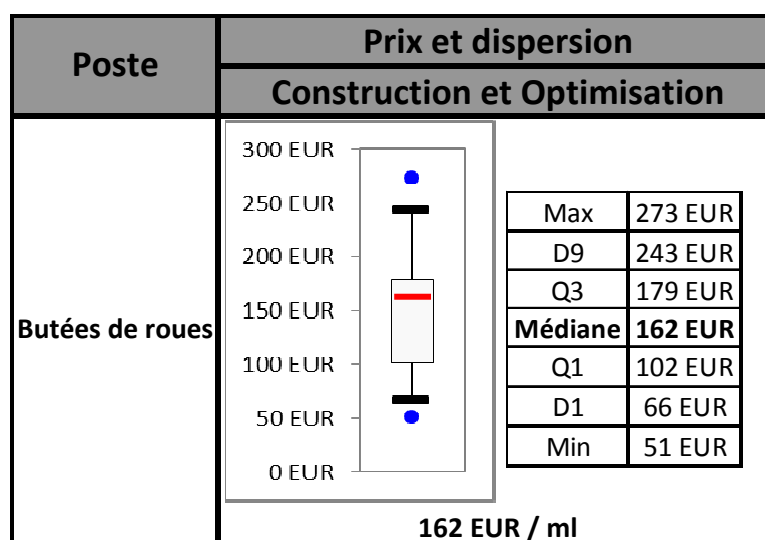 Poste
Prix et dispersion
Construction et Optimisation
Butées de roues
300 EUR
250 EUR
200 EUR
150 EUR
100 EUR
50 EUR
0 EUR
Max 273 EUR
D9 243 EUR
Q3 179 EUR
Médiane 162 EUR
Q1 102 EUR
D1 66 EUR
Min 51 EUR
162 EUR / ml